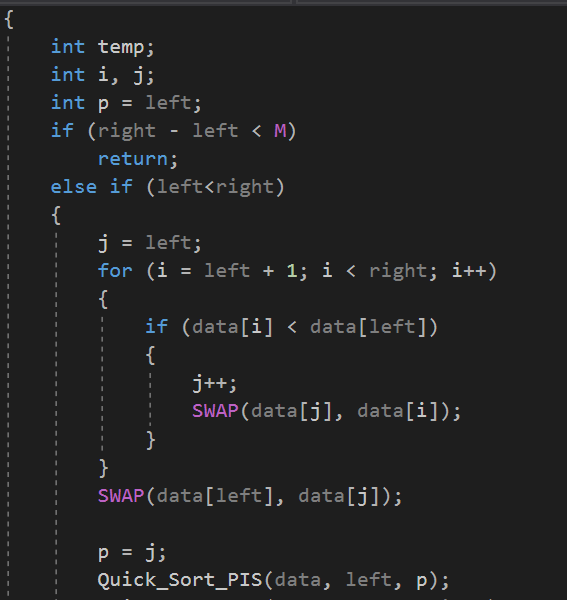 {
int temp;
int i, j;
int p = left;
if (right - left < M)
return;
else if (left<right)
{
j = left;
for (i = left + 1; i < right; i++)
{
if (data[i] < data[left])
{
j++;
SWAP(data[j], data[i]);
}
}
SWAP(data[left], data[j]);
p = j;
Quick_Sort_PIS(data, left, p);